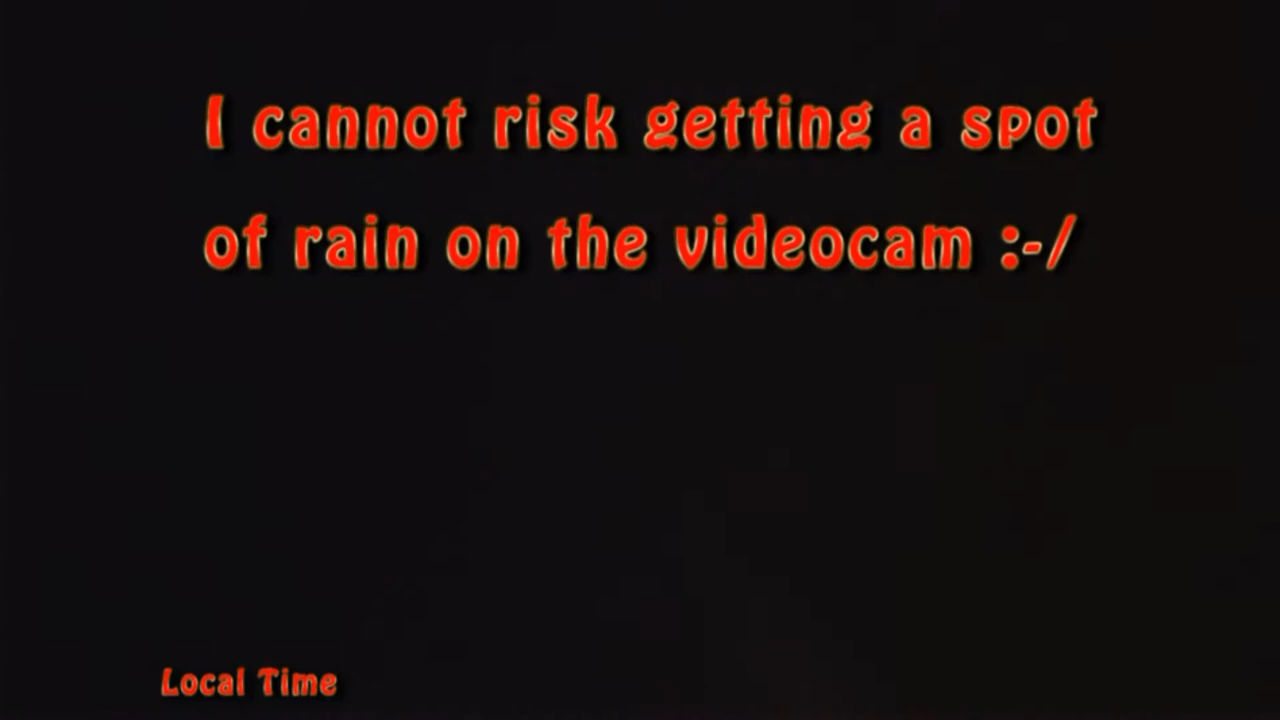 I cannot risk getting a spot
of rain on the videocam :-/
Local Time